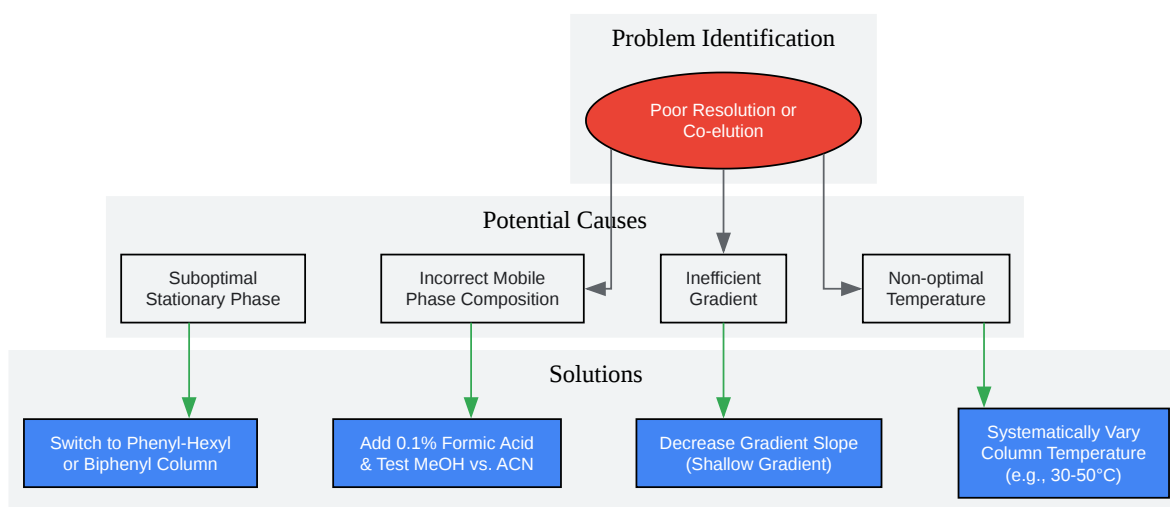 Problem Identification
Poor Resolution or
Co-elution
Potential Causes
Suboptimal
Stationary Phase
Incorrect Mobile
Phase Composition
Inefficient
Gradient
Non-optimal
Temperature
Solutions
Switch to Phenyl-Hexyl
or Biphenyl Column
Add 0.1% Formic Acid
& Test MeOH vs. ACN
Decrease Gradient Slope
(Shallow Gradient)
Systematically Vary
Column Temperature
(e.g., 30-50°C)